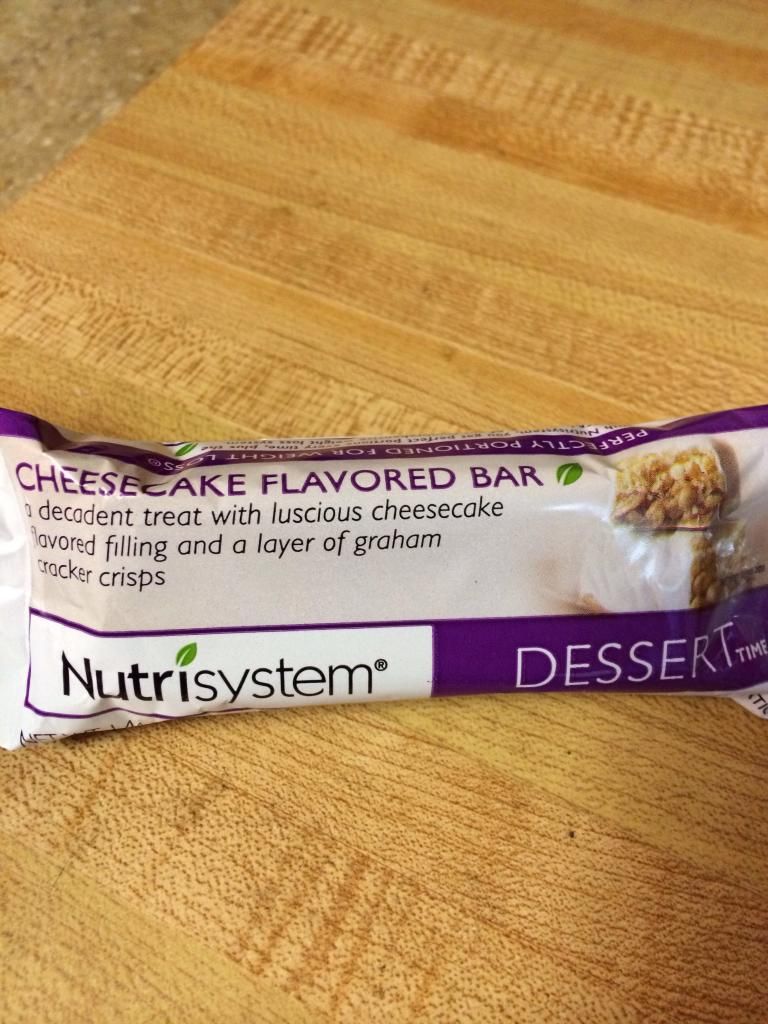 PERFECTLY PORTIONED FOR WEIGHT LOSS
CHEESECAKE FLAVORED BAR
a decadent treat with luscious cheesecake
flavored filling and a layer of graham
cracker crisps
Nutrisystem®
DESSERT TIME
NET